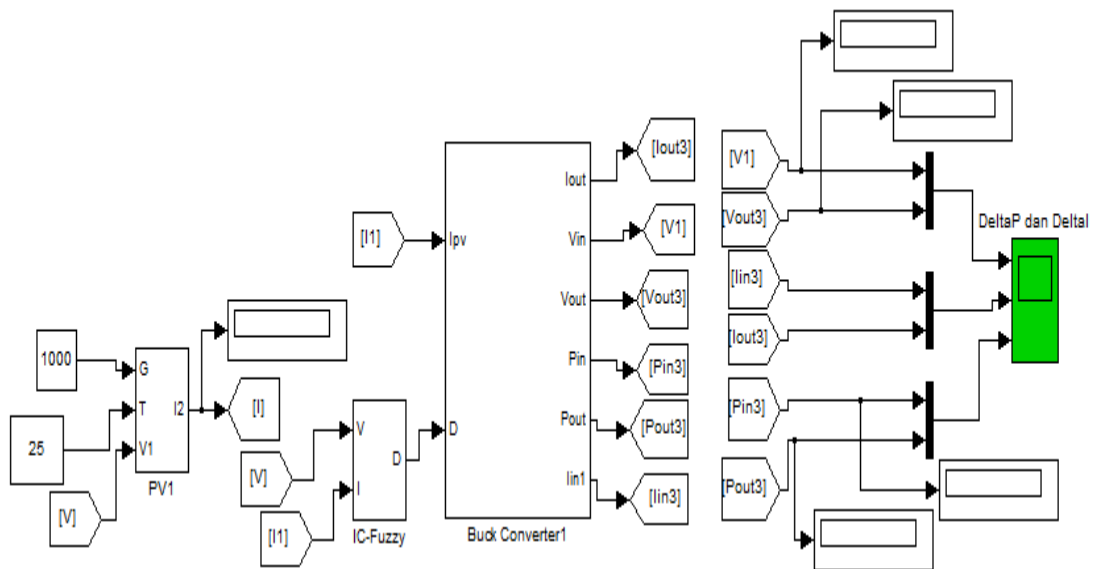 1000
25
[V]
G
T
V1
I2
PV1
[I]
[I1]
[V]
[I1]
V
I
D
IC-Fuzzy
Ipv
D
Iout
Vin
Vout
Pin
Pout
Iin1
Buck Converter1
[Iout3]
[V1]
[Vout3]
[Pin3]
[Pout3]
[Iin3]
[V1]
[Vout3]
[Iin3]
[Iout3]
[Pin3]
[Pout3]
DeltaP dan DeltaI